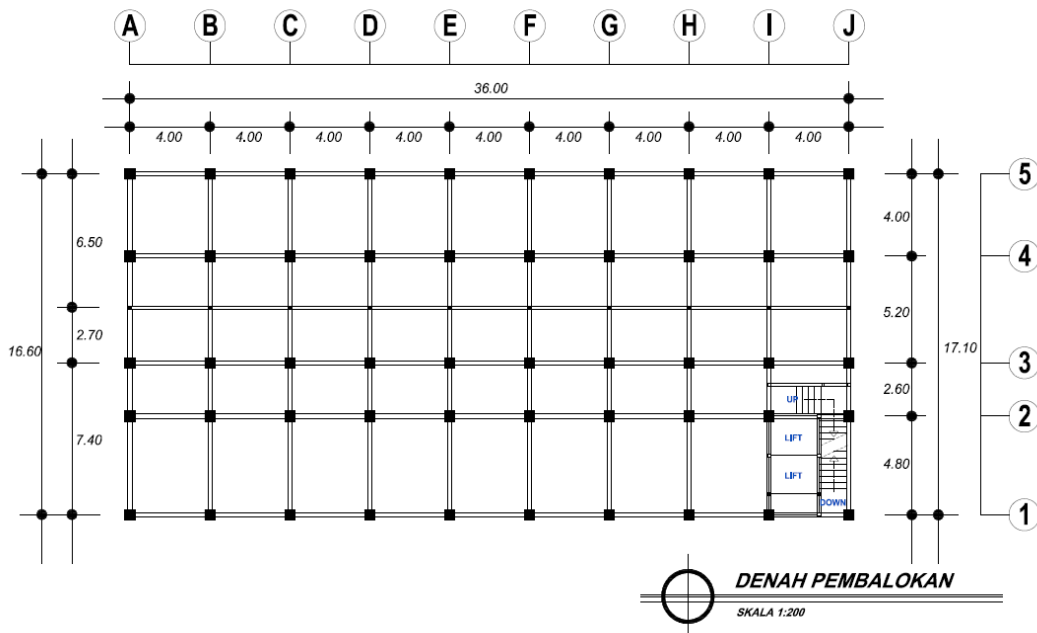 A B C D E F G H I J
36.00
4.00 4.00 4.00 4.00 4.00 4.00 4.00 4.00 4.00
5
4.00
6.50
4
5.20
2.70
16.60
17.10
3
2.60
UP
2
7.40
LIFT
4.80
LIFT
DOWN
1
DENAH PEMBALOKAN
SKALA 1:200